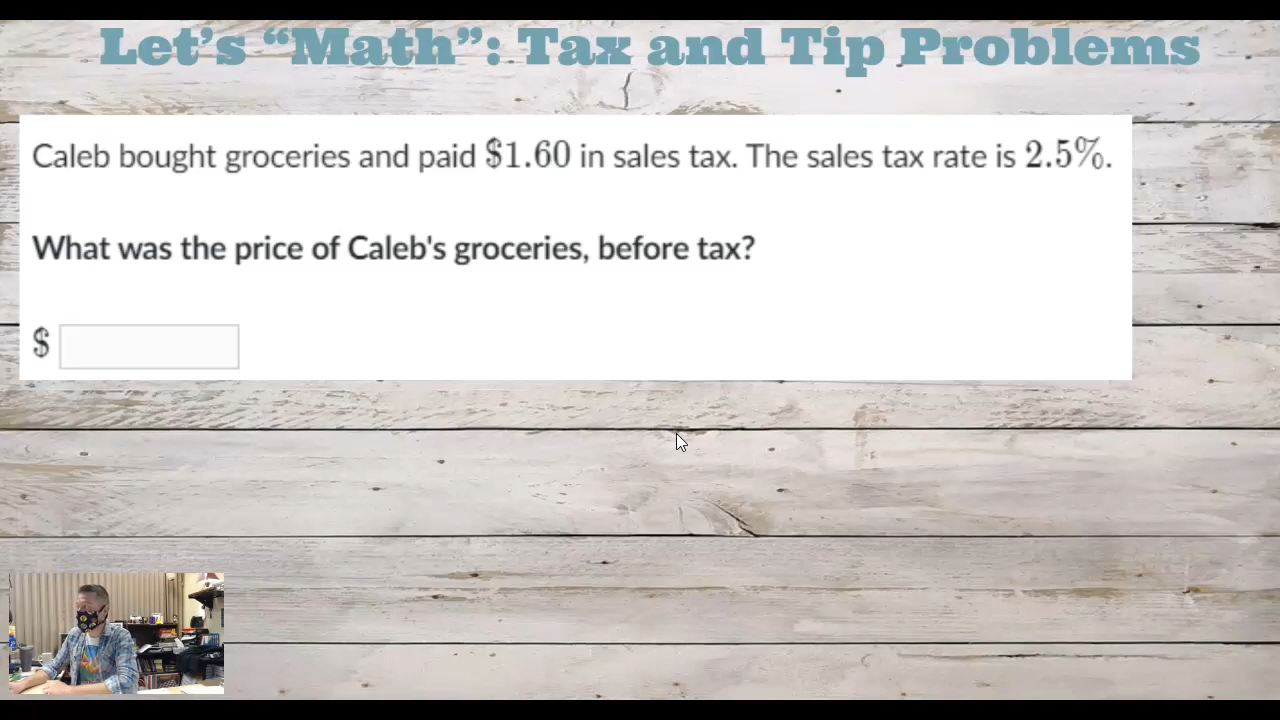 Let's “Math”: Tax and Tip Problems
Caleb bought groceries and paid $1.60 in sales tax. The sales tax rate is 2.5%.
What was the price of Caleb's groceries, before tax?
$